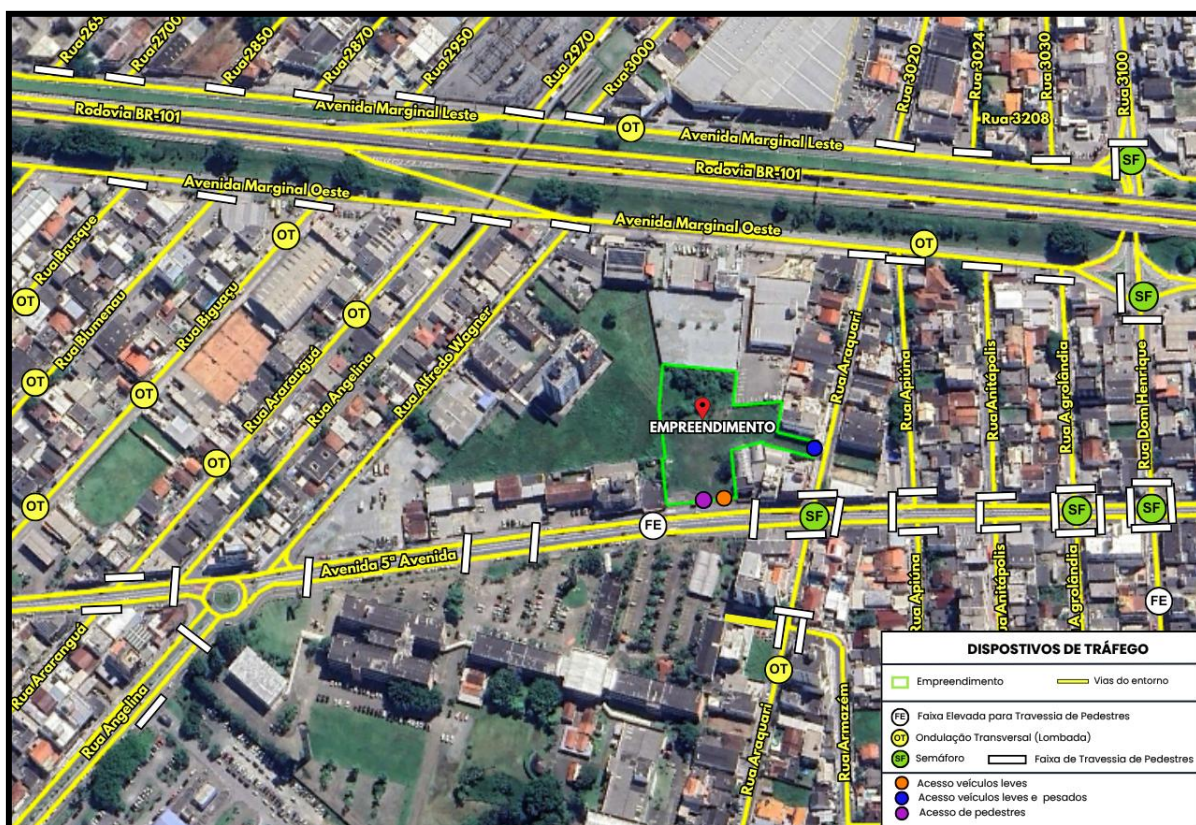 Rua 265
Rua 2700
Rua 2850
Rua 2870
Rua 2950
Rua 2970
Rua 3000
Rua 3020
Rua 3024
Rua 3030
Rua 3100
Avenida Marginal Leste
Rodovia BR-101
OT
Avenida Marginal Leste
Rua 3208
SF
Rodovia BR-101
Avenida Marginal Oeste
Avenida Marginal Oeste
OT
OT
Rua Brusque
OT
SF
Rua Blumenau
Rua Biguaçu
OT
Rua Araranguá
Rua Angelina
Rua Alfredo Wagner
Rua Araquari
Rua Apiúna
Rua Anitápolis
Rua Agrolândia
Rua Dom Henrique
OT
OT
EMPREENDIMENTO
OT
OT
FE
SF
SF
SF
Avenida 5ª Avenida
Rua Araranguá
Rua Angelina
OT
Rua Araquari
Rua Armazém
Rua Apiúna
Rua Anitápolis
Rua Agrolândia
FE
DISPOSTIVOS DE TRÁFEGO
Empreendimento
Vias do entorno
FE Faixa Elevada para Travessia de Pedestres
OT Ondulação Transversal (Lombada)
SF Semáforo
Faixa de Travessia de Pedestres
Acesso veículos leves
Acesso veículos leves e pesados
Acesso de pedestres